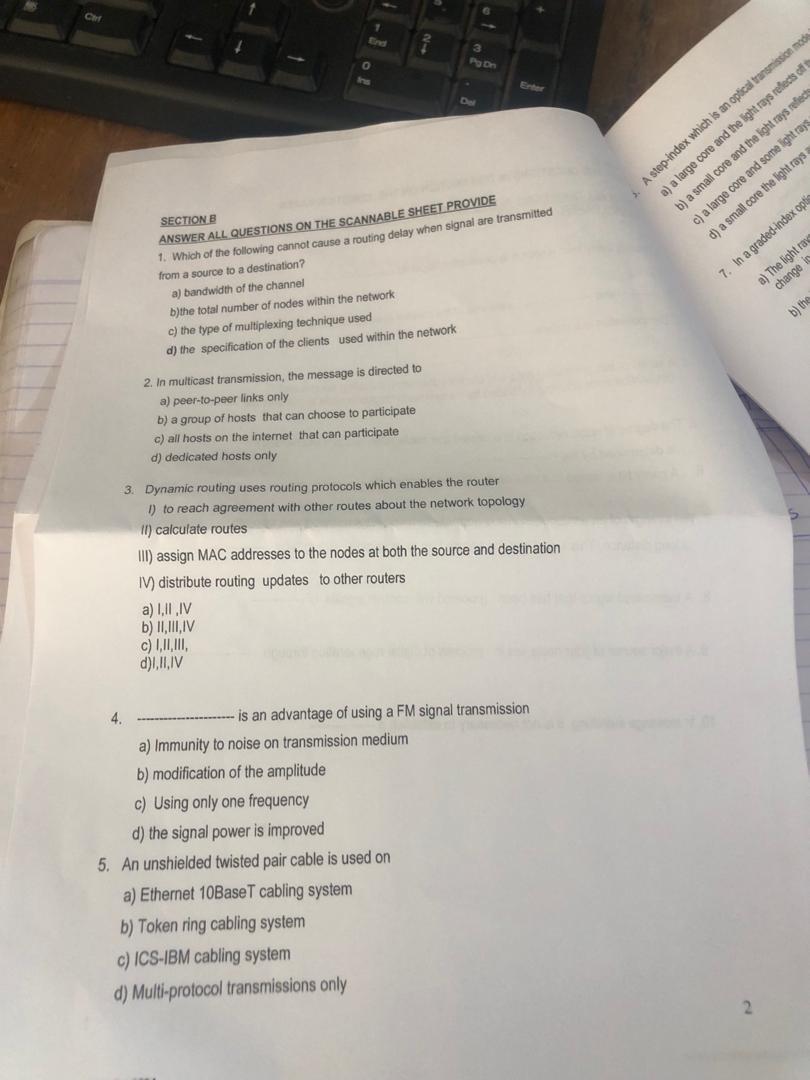 Ctrl
1
End
2
3
Pg Dn
6
0
Ins
Del
Enter
SECTION B
ANSWER ALL QUESTIONS ON THE SCANNABLE SHEET PROVIDE
1. Which of the following cannot cause a routing delay when signal are transmitted
from a source to a destination?
a) bandwidth of the channel
b)the total number of nodes within the network
c) the type of multiplexing technique used
d) the specification of the clients used within the network
2. In multicast transmission, the message is directed to
a) peer-to-peer links only
b) a group of hosts that can choose to participate
c) all hosts on the internet that can participate
d) dedicated hosts only
3. Dynamic routing uses routing protocols which enables the router
I) to reach agreement with other routes about the network topology
II) calculate routes
III) assign MAC addresses to the nodes at both the source and destination
IV) distribute routing updates to other routers
a) I,II ,IV
b) II,III,IV
c) I,II,III,
d)I,II,IV
4. ---------------------- is an advantage of using a FM signal transmission
a) Immunity to noise on transmission medium
b) modification of the amplitude
c) Using only one frequency
d) the signal power is improved
5. An unshielded twisted pair cable is used on
a) Ethernet 10BaseT cabling system
b) Token ring cabling system
c) ICS-IBM cabling system
d) Multi-protocol transmissions only
2
A step-index which is an optical transmission mode
a) a large core and the light rays reflects off
b) a small core and the light rays reflects
c) a large core and some light rays
d) a small core the light rays
7. In a graded-index
a) The light
change
b) the